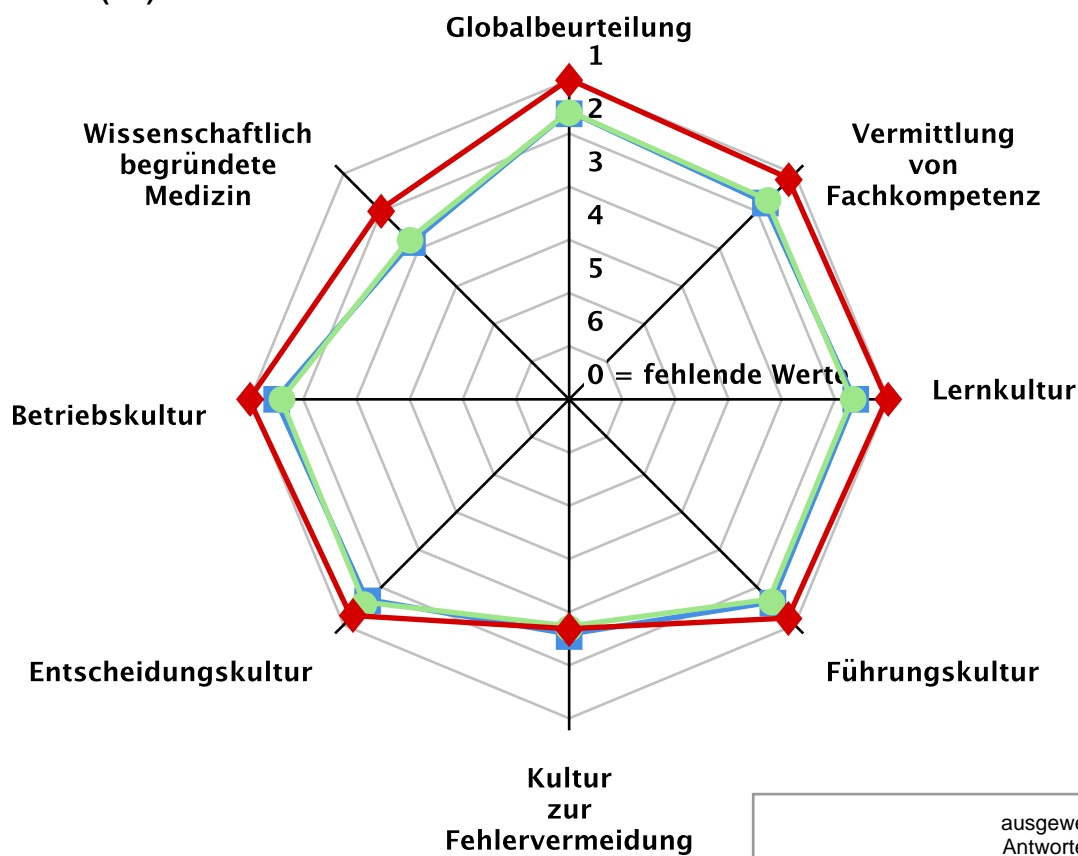 Globalbeurteilung
1
2
3
4
5
6
0 = fehlende Werte
Vermittlung
von
Fachkompetenz
Lernkultur
Führungskultur
Kultur
zur
Fehlervermeidung
Entscheidungskultur
Betriebskultur
Wissenschaftlich
begründete
Medizin